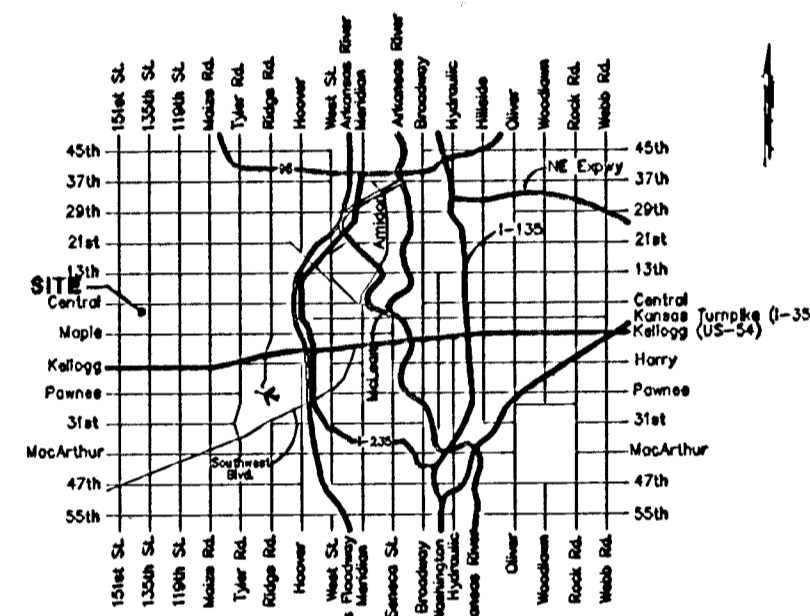 151st St.
135th St.
119th St.
Maize Rd.
Tyler Rd.
Ridge Rd.
Hoover
West St.
Arkansas River
Meridian
Arkansas River
Broadway
Hydraulic
Hillside
Oliver
Woodlawn
Rock Rd.
Webb Rd.
45th
37th
29th
21st
13th
SITE
Central
Maple
Kellogg
Pawnee
31st
MacArthur
47th
55th
96
NE Expwy
Amidon
I-135
McLean
I-235
Southwest
Blvd.
45th
37th
29th
21st
13th
Central
Kansas Turnpike (I-35
Kellogg (US-54)
Harry
Pawnee
31st
MacArthur
47th
55th
151st St.
135th St.
119th St.
Maize Rd.
Tyler Rd.
Ridge Rd.
Hoover
West St.
s Floodway
Meridian
Seneca St.
Broadway
Washington
Hydraulic
ansas River
Oliver
Woodlawn
Rock Rd.
Webb Rd.